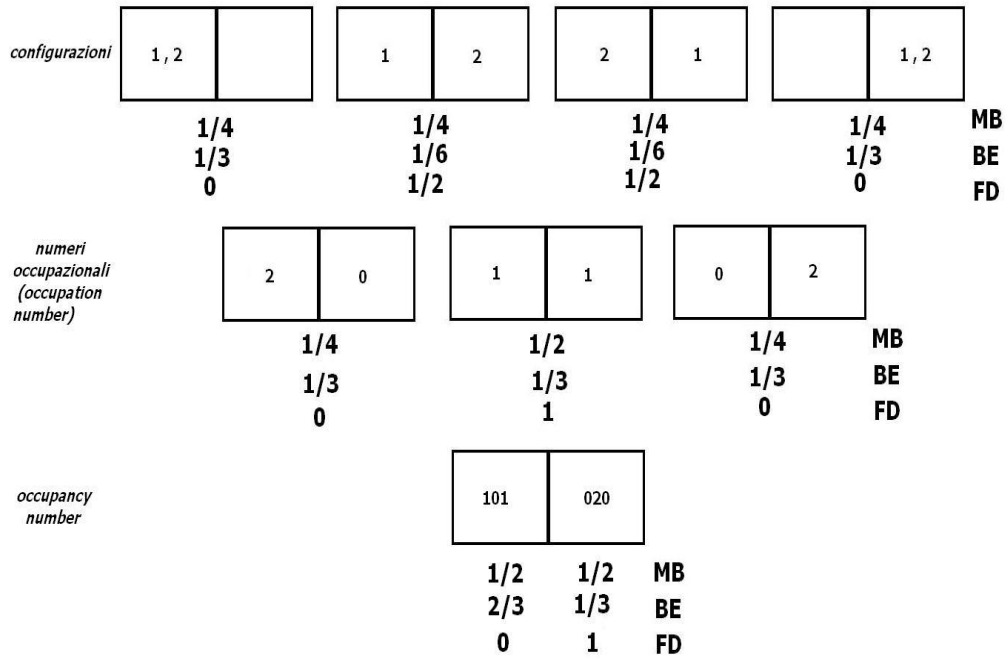 configurazioni 1 , 2 1 2 2 1 1 , 2
1/4 1/4 1/4 1/4 MB
1/3 1/6 1/6 1/3 BE
0 1/2 1/2 0 FD
numeri
occupazionali
(occupation
number)
2 0 1 1 0 2
1/4 1/2 1/4 MB
1/3 1/3 1/3 BE
0 1 0 FD
occupancy
number
101 020
1/2 1/2 MB
2/3 1/3 BE
0 1 FD